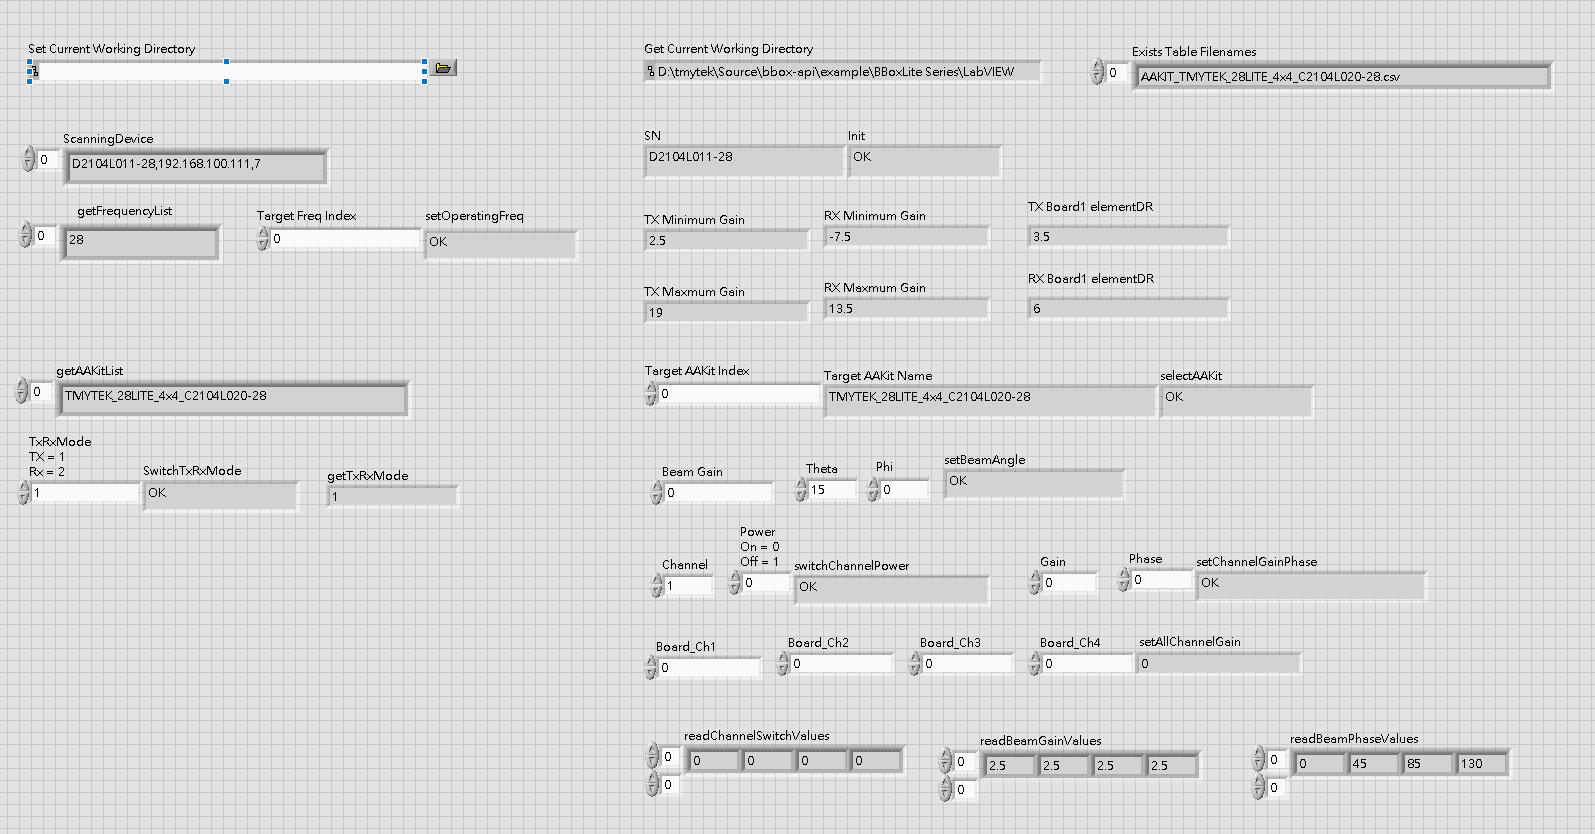 Set Current Working Directory
Get Current Working Directory
D:\tmytek\Source\bbox-api\example\BBoxLite Series\LabVIEW
Exists Table Filenames
0
AAKIT_TMYTEK_28LITE_4x4_C2104L020-28.csv
ScanningDevice
0
D2104L011-28,192.168.100.111,7
SN
D2104L011-28
Init
OK
getFrequencyList
0
28
Target Freq Index
0
setOperatingFreq
OK
TX Minimum Gain
2.5
RX Minimum Gain
-7.5
TX Board1 elementDR
3.5
TX Maxmum Gain
19
RX Maxmum Gain
13.5
RX Board1 elementDR
6
getAAKitList
0
TMYTEK_28LITE_4x4_C2104L020-28
Target AAKit Index
0
Target AAKit Name
TMYTEK_28LITE_4x4_C2104L020-28
selectAAKit
OK
TxRxMode
TX = 1
Rx = 2
1
SwitchTxRxMode
OK
getTxRxMode
1
Beam Gain
0
Theta
15
Phi
0
setBeamAngle
OK
Channel
1
Power
On = 0
Off = 1
0
switchChannelPower
OK
Gain
0
Phase
0
setChannelGainPhase
OK
Board_Ch1
0
Board_Ch2
0
Board_Ch3
0
Board_Ch4
0
setAllChannelGain
0
readChannelSwitchValues
0
0
0 0 0 0
readBeamGainValues
0
0
2.5 2.5 2.5 2.5
readBeamPhaseValues
0
0
0 45 85 130